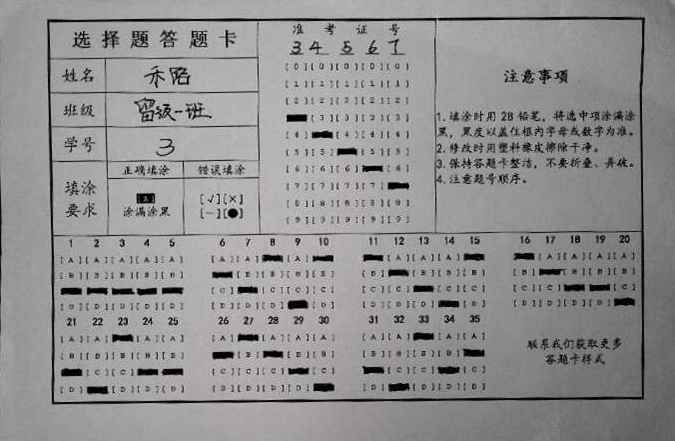 选择题答题卡
姓名 禾路
班级 留级一班
学号 3
填涂要求
正确填涂 错误填涂
[A] [√][×]
涂满涂黑 [—][●]
准考证号
3 4 5 6 7
[0][0][0][0][0]
[1][1][1][1][1]
[2][2][2][2][2]
[3][3][3][3]
[4][4][4][4]
[5][5][5][5]
[6][6][6][6]
[7][7][7][7]
[8][8][8][8][8]
[9][9][9][9][9]
注意事项
1. 填涂时用 2B 铅笔，将选中项涂满涂
黑，黑度以盖住框内字母或数字为准。
2. 修改时用塑料橡皮擦除干净。
3. 保持答题卡整洁，不要折叠、弄破。
4. 注意题号顺序。
1 2 3 4 5
[A][A][A][A][A]
[B][B][B][B][B]
[D][D][D][D][D]
6 7 8 9 10
[A][A][A]
[B][B][B][B]
[C][C][C][C]
[D][D][D][D]
11 12 13 14 15
[A][A][A]
[B][B][B][B]
[C][C][C][C]
[D][D][D][D]
16 17 18 19 20
[A][A][A][A]
[B][B][B][B]
[C][C][C]
[D][D][D][D]
21 22 23 24 25
[A][A][A][A]
[B][B][B][B][B]
[C][C]
[D][D][D][D]
26 27 28 29 30
[A][A][A][A]
[B][B][B]
[C][C][C][C]
[D][D][D][D]
31 32 33 34 35
[A][A][A][A]
[B][B][B][B]
[C][C][C]
[D][D][D][D]
联系我们获取更多
答题卡样式